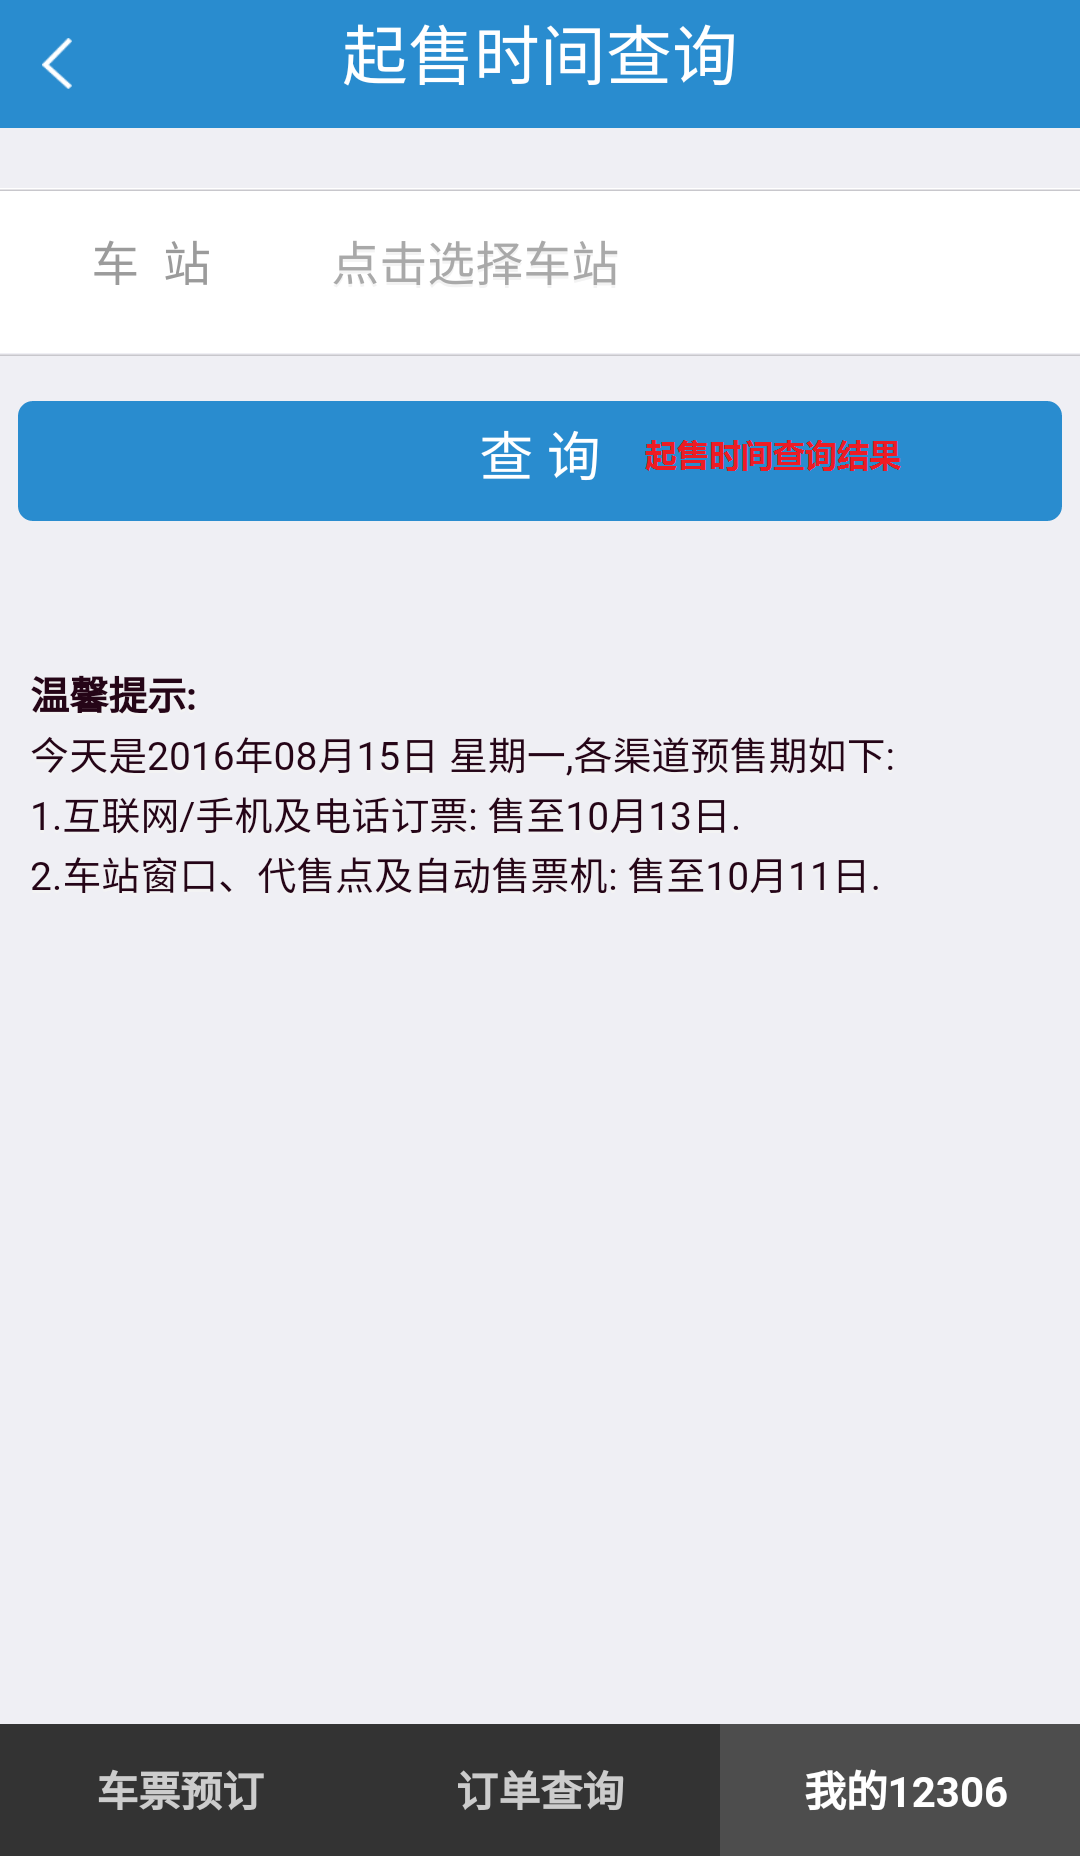 起售时间查询
车 站 点击选择车站
查 询 起售时间查询结果
温馨提示:
今天是2016年08月15日 星期一,各渠道预售期如下:
1.互联网/手机及电话订票: 售至10月13日.
2.车站窗口、代售点及自动售票机: 售至10月11日.
车票预订 订单查询 我的12306